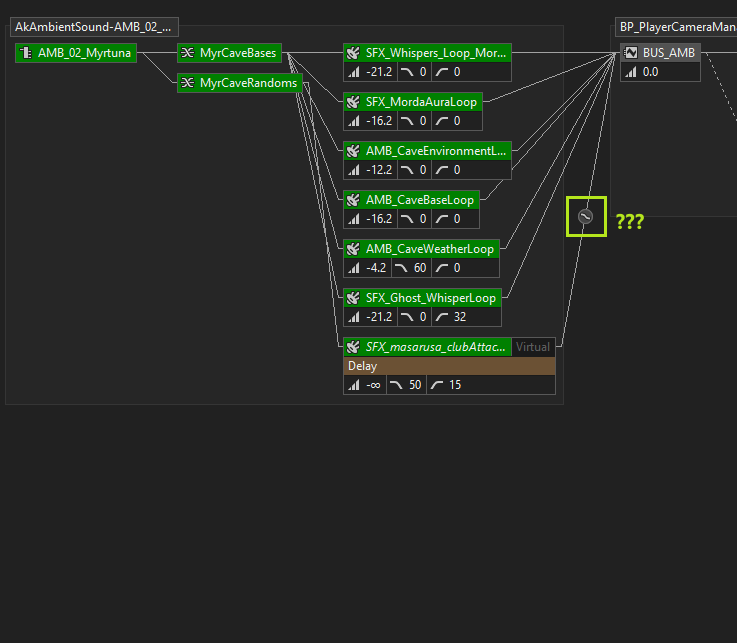 AkAmbientSound-AMB_02_...
BP_PlayerCameraMan
AMB_02_Myrtuna
MyrCaveBases
SFX_Whispers_Loop_Mor...
BUS_AMB
-21.2 0 0
0.0
MyrCaveRandoms
SFX_MordaAuraLoop
-16.2 0 0
AMB_CaveEnvironmentL...
-12.2 0 0
AMB_CaveBaseLoop
-16.2 0 0
???
AMB_CaveWeatherLoop
-4.2 60 0
SFX_Ghost_WhisperLoop
-21.2 0 32
SFX_masarusa_clubAttac... Virtual
Delay
-∞ 50 15